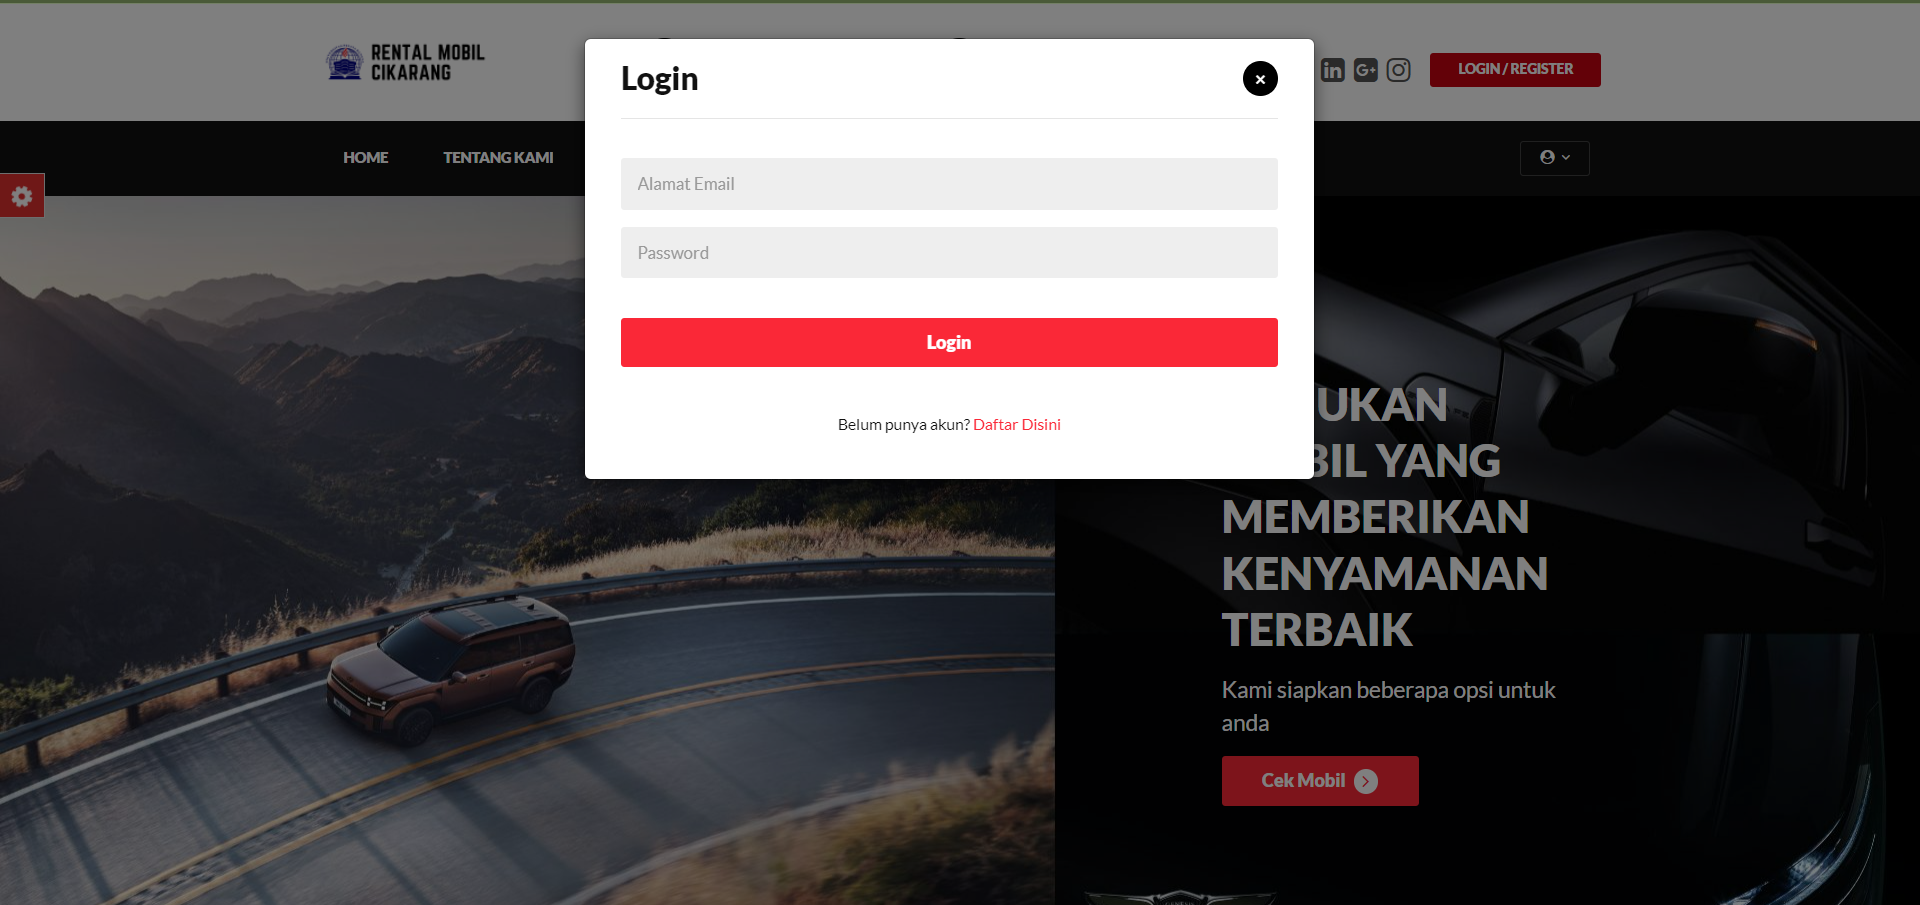 RENTAL MOBIL
CIKARANG
LOGIN / REGISTER
HOME
TENTANG KAMI
Login
Alamat Email
Password
Login
Belum punya akun? Daftar Disini
UKAN
BIL YANG
MEMBERIKAN
KENYAMANAN
TERBAIK
Kami siapkan beberapa opsi untuk
anda
Cek Mobil